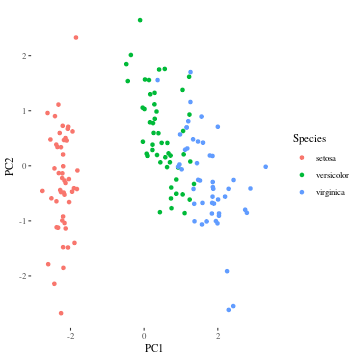 2
1
0
-1
-2
-2
0
2
PC1
PC2
Species
setosa
versicolor
virginica